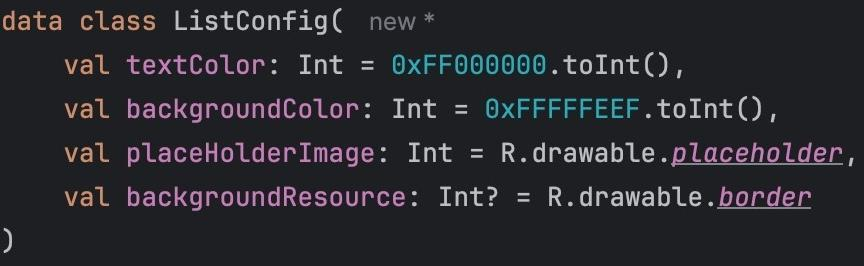 data class ListConfig( new *
val textColor: Int = 0xFF000000.toInt(),
val backgroundColor: Int = 0xFFFFFEEF.toInt(),
val placeHolderImage: Int = R.drawable.placeholder,
val backgroundResource: Int? = R.drawable.border
)